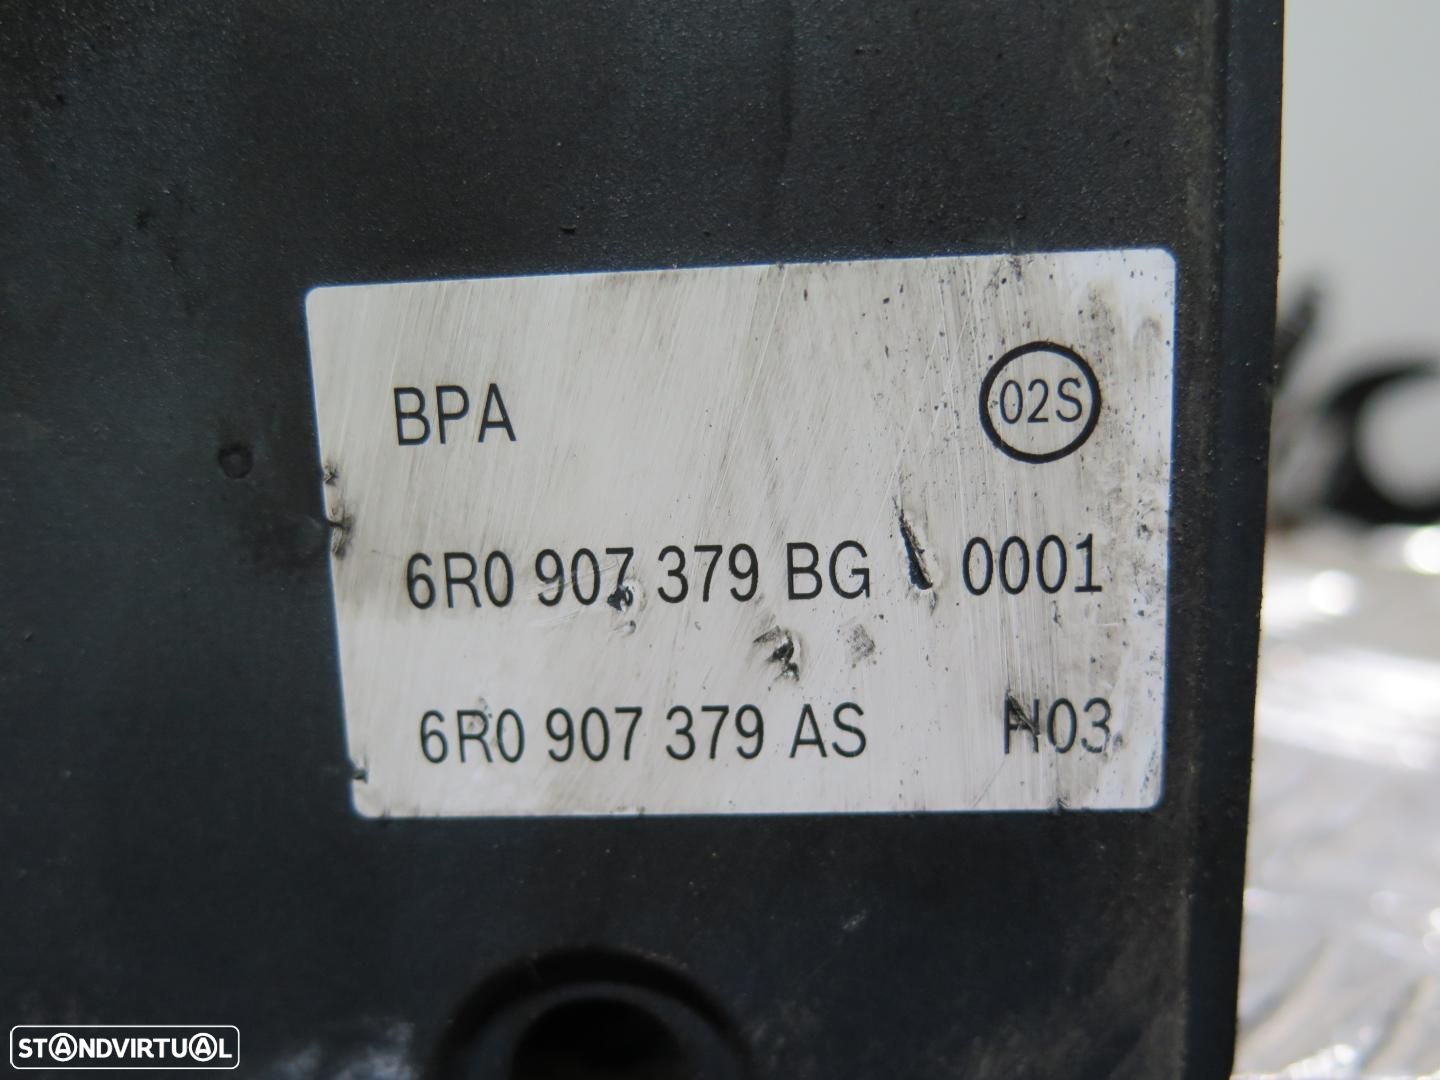 BPA 02S
6R0 907 379 BG 0001
6R0 907 379 AS H03
STANDVIRTUAL